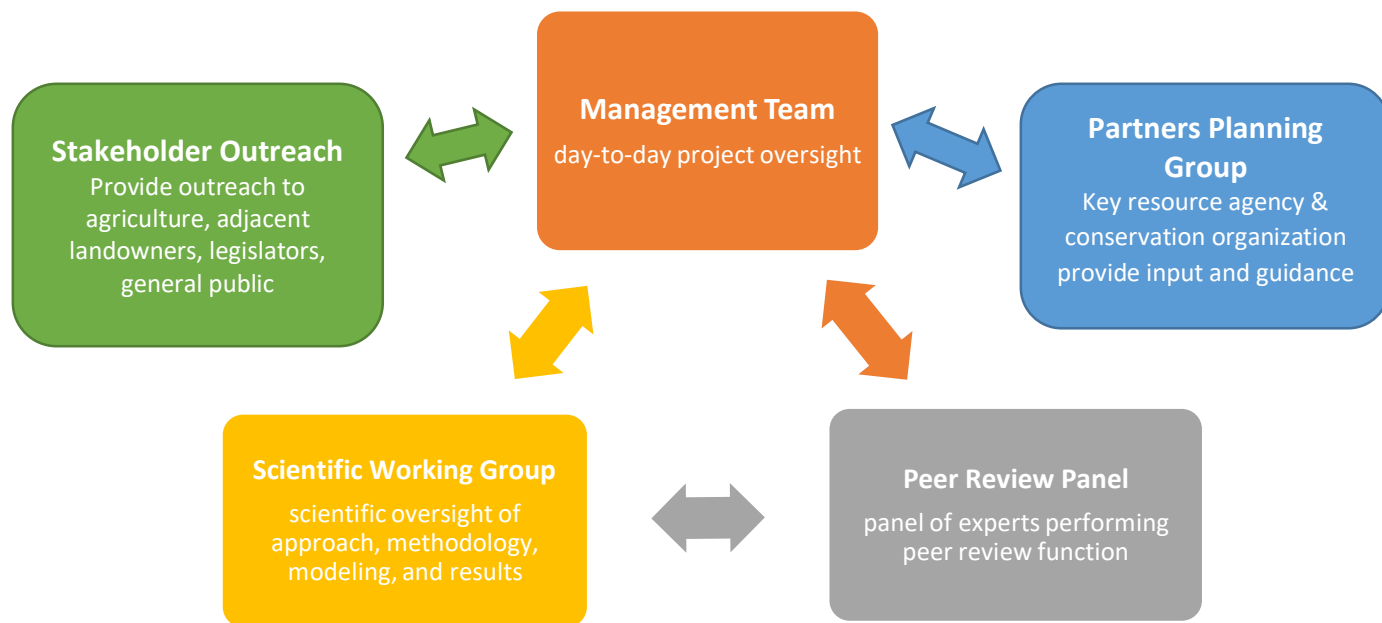 Management Team
day-to-day project oversight
Stakeholder Outreach
Provide outreach to
agriculture, adjacent
landowners, legislators,
general public
Partners Planning
Group
Key resource agency &
conservation organization
provide input and guidance
Scientific Working Group
scientific oversight of
approach, methodology,
modeling, and results
Peer Review Panel
panel of experts performing
peer review function